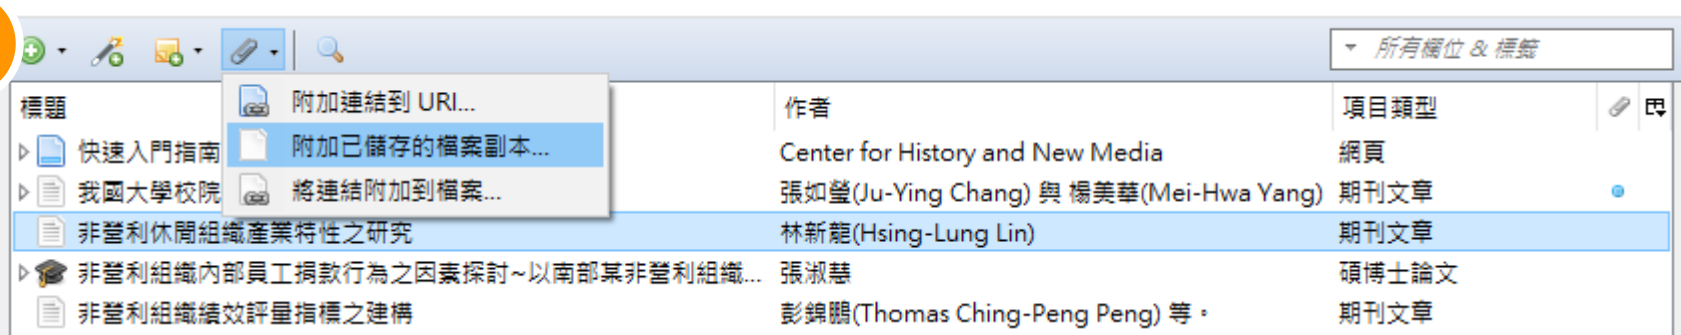 所有欄位 & 標籤
附加連結到 URI...
附加已儲存的檔案副本...
將連結附加到檔案...
標題 作者 項目類型
快速入門指南 Center for History and New Media 網頁
我國大學校院 張如瑩(Ju-Ying Chang) 與 楊美華(Mei-Hwa Yang) 期刊文章
非營利休閒組織產業特性之研究 林新龍(Hsing-Lung Lin) 期刊文章
非營利組織內部員工捐款行為之因素探討~以南部某非營利組織... 張淑慧 碩博士論文
非營利組織績效評量指標之建構 彭錦鵬(Thomas Ching-Peng Peng) 等。 期刊文章